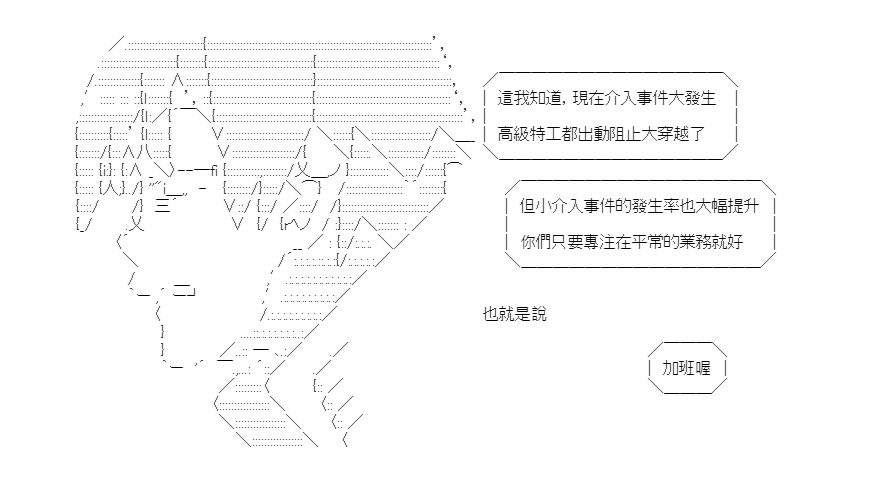 這我知道，現在介入事件大發生
高級特工都出動阻止大穿越了
但小介入事件的發生率也大幅提升
你們只要專注在平常的業務就好
也就是說
加班喔